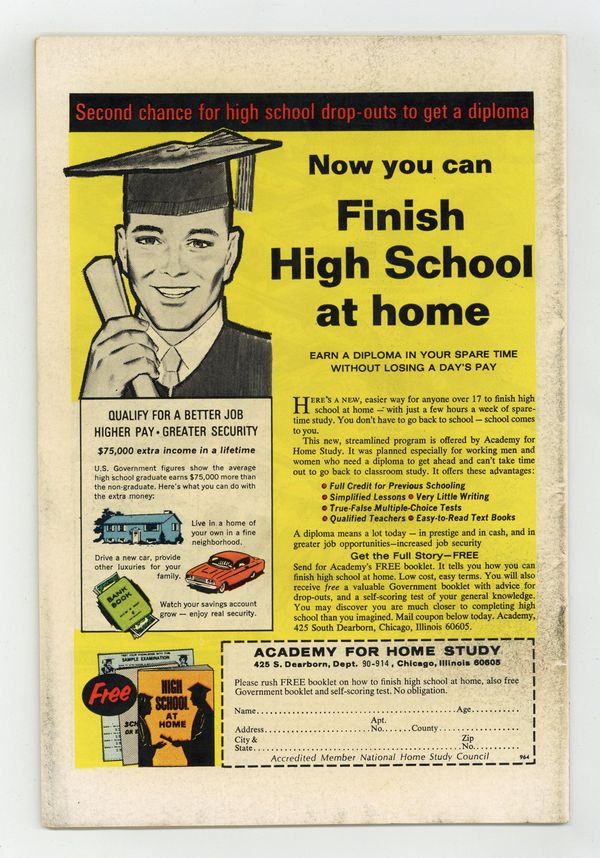 Second chance for high school drop-outs to get a diploma
Now you can
Finish
High School
at home
EARN A DIPLOMA IN YOUR SPARE TIME
WITHOUT LOSING A DAY'S PAY
HERE'S A NEW, easier way for anyone over 17 to finish high
school at home — with just a few hours a week of spare-
time study. You don't have to go back to school — school comes
to you.
This new, streamlined program is offered by Academy for
Home Study. It was planned especially for working men and
women who need a diploma to get ahead and can't take time
out to go back to classroom study. It offers these advantages:
• Full Credit for Previous Schooling
• Simplified Lessons • Very Little Writing
• True-False Multiple-Choice Tests
• Qualified Teachers • Easy-to-Read Text Books
A diploma means a lot today – in prestige and in cash, and in
greater job opportunities–increased job security
Get the Full Story—FREE
Send for Academy's FREE booklet. It tells you how you can
finish high school at home. Low cost, easy terms. You will also
receive free a valuable Government booklet with advice for
drop-outs, and a self-scoring test of your general knowledge.
You may discover you are much closer to completing high
school than you imagined. Mail coupon below today. Academy,
425 South Dearborn, Chicago, Illinois 60605.
QUALIFY FOR A BETTER JOB
HIGHER PAY • GREATER SECURITY
$75,000 extra income in a lifetime
U.S. Government figures show the average
high school graduate earns $75,000 more than
the non-graduate. Here's what you can do with
the extra money:
Live in a home of
your own in a fine
neighborhood.
Drive a new car, provide
other luxuries for your
family.
BANK
BOOK
Watch your savings account
grow — enjoy real security.
SAMPLE EXAMINATION
Free
HIGH
SCHOOL
AT
HOME
ACADEMY FOR HOME STUDY
425 S. Dearborn, Dept. 90-914, Chicago, Illinois 60605
Please rush FREE booklet on how to finish high school at home, also free
Government booklet and self-scoring test. No obligation.
Name Age
Apt.
Address No. County
City & Zip
State No.
Accredited Member National Home Study Council 964